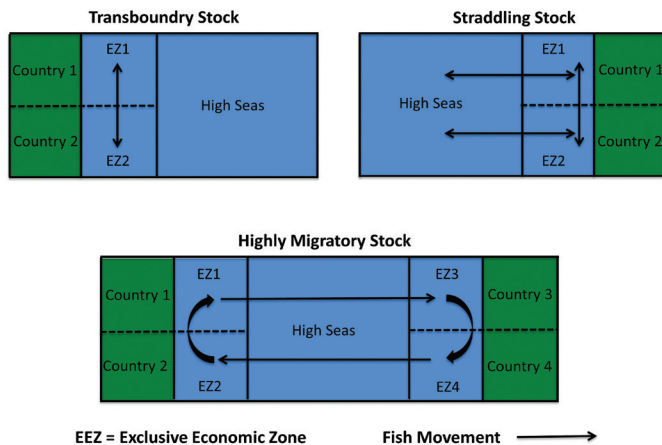 Transboundry Stock
EZ1
Country 1
High Seas
Country 2
EZ2
Straddling Stock
EZ1
Country 1
High Seas
Country 2
EZ2
Highly Migratory Stock
EZ1
EZ3
Country 1
Country 3
High Seas
Country 2
Country 4
EZ2
EZ4
EEZ = Exclusive Economic Zone
Fish Movement